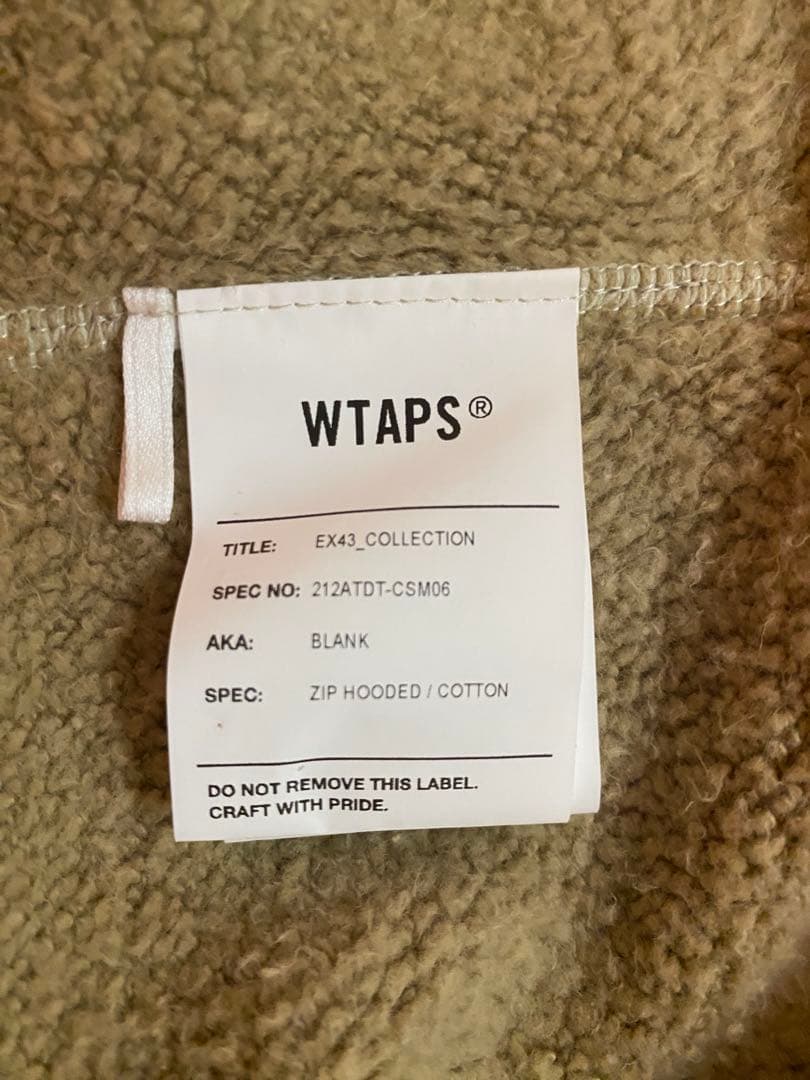 WTAPS®
TITLE: EX43_COLLECTION
SPEC NO: 212ATDT-CSM06
AKA: BLANK
SPEC: ZIP HOODED / COTTON
DO NOT REMOVE THIS LABEL.
CRAFT WITH PRIDE.